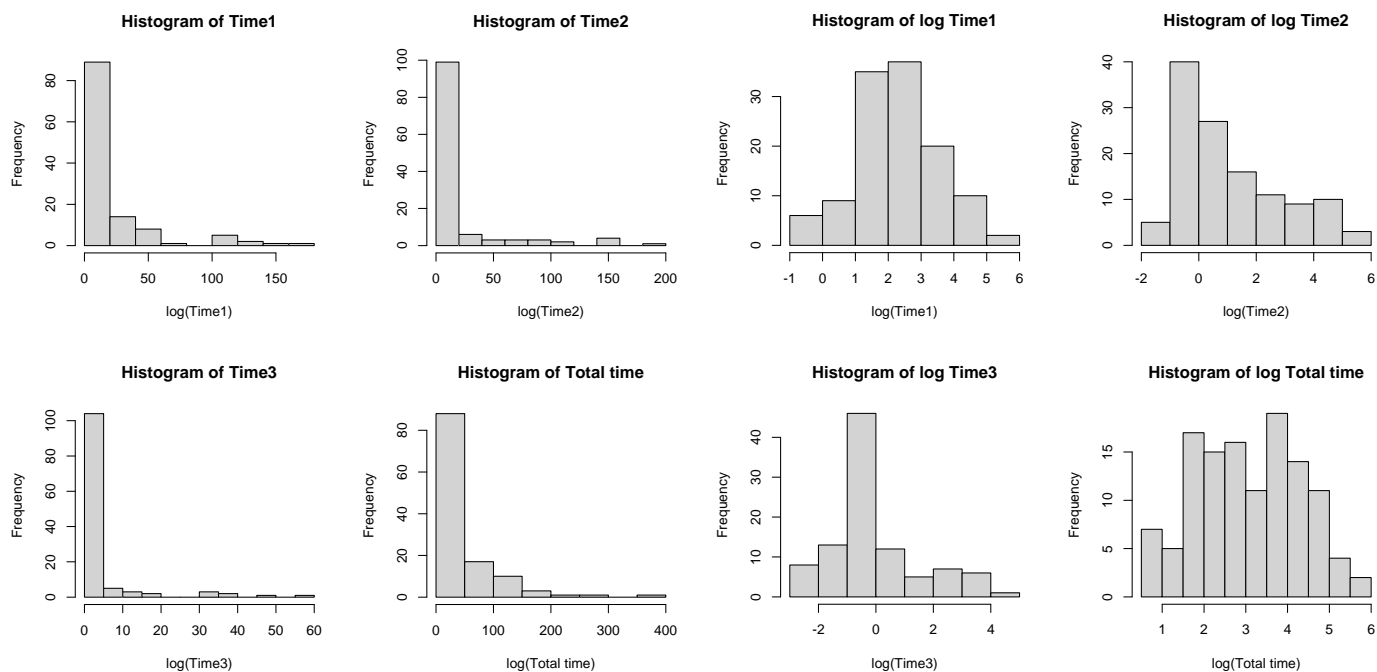 Histogram of Time1
Frequency
0 20 40 60 80
0 50 100 150
log(Time1)
Histogram of Time2
Frequency
0 20 40 60 80 100
0 50 100 150 200
log(Time2)
Histogram of log Time1
Frequency
0 10 20 30
-1 0 1 2 3 4 5 6
log(Time1)
Histogram of log Time2
Frequency
0 10 20 30 40
-2 0 2 4 6
log(Time2)
Histogram of Time3
Frequency
0 20 40 60 80 100
0 10 20 30 40 50 60
log(Time3)
Histogram of Total time
Frequency
0 20 40 60 80
0 100 200 300 400
log(Total time)
Histogram of log Time3
Frequency
0 10 20 30 40
-2 0 2 4
log(Time3)
Histogram of log Total time
Frequency
0 5 10 15
1 2 3 4 5 6
log(Total time)